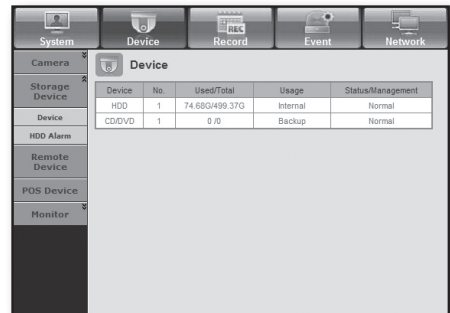 System Device Record Event Network
REC
Camera
Storage
Device
Device
HDD Alarm
Remote
Device
POS Device
Monitor
Device
Device No. Used/Total Usage Status/Management
HDD 1 74.68G/499.37G Internal Normal
CD/DVD 1 0 /0 Backup Normal